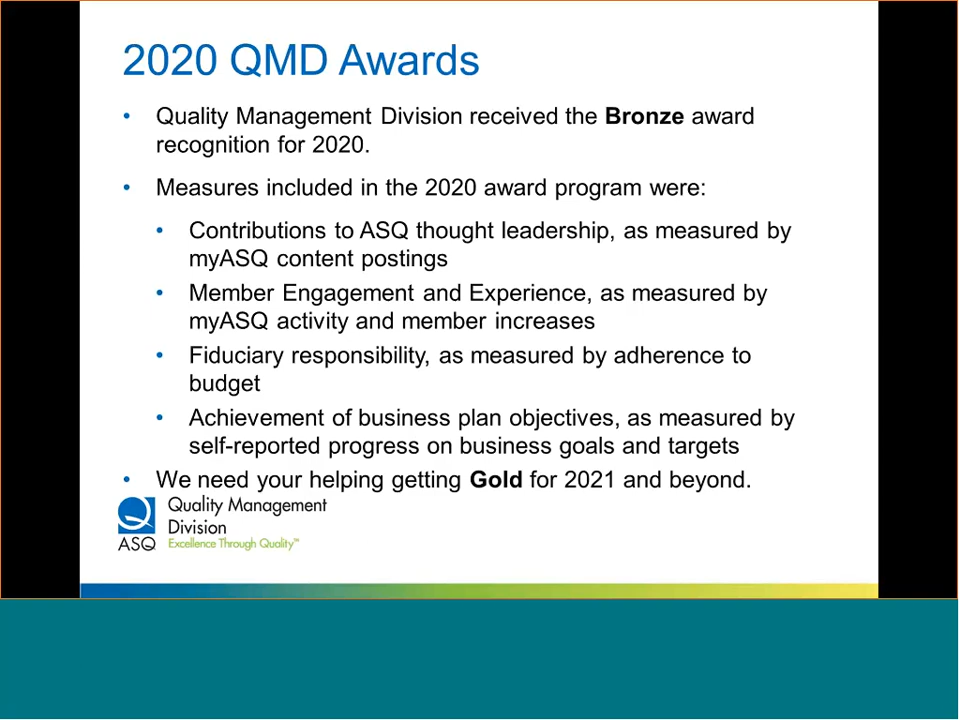 2020 QMD Awards
• Quality Management Division received the Bronze award
recognition for 2020.
• Measures included in the 2020 award program were:
• Contributions to ASQ thought leadership, as measured by
myASQ content postings
• Member Engagement and Experience, as measured by
myASQ activity and member increases
• Fiduciary responsibility, as measured by adherence to
budget
• Achievement of business plan objectives, as measured by
self-reported progress on business goals and targets
• We need your helping getting Gold for 2021 and beyond.
Quality Management
Division
ASQ Excellence Through Quality™